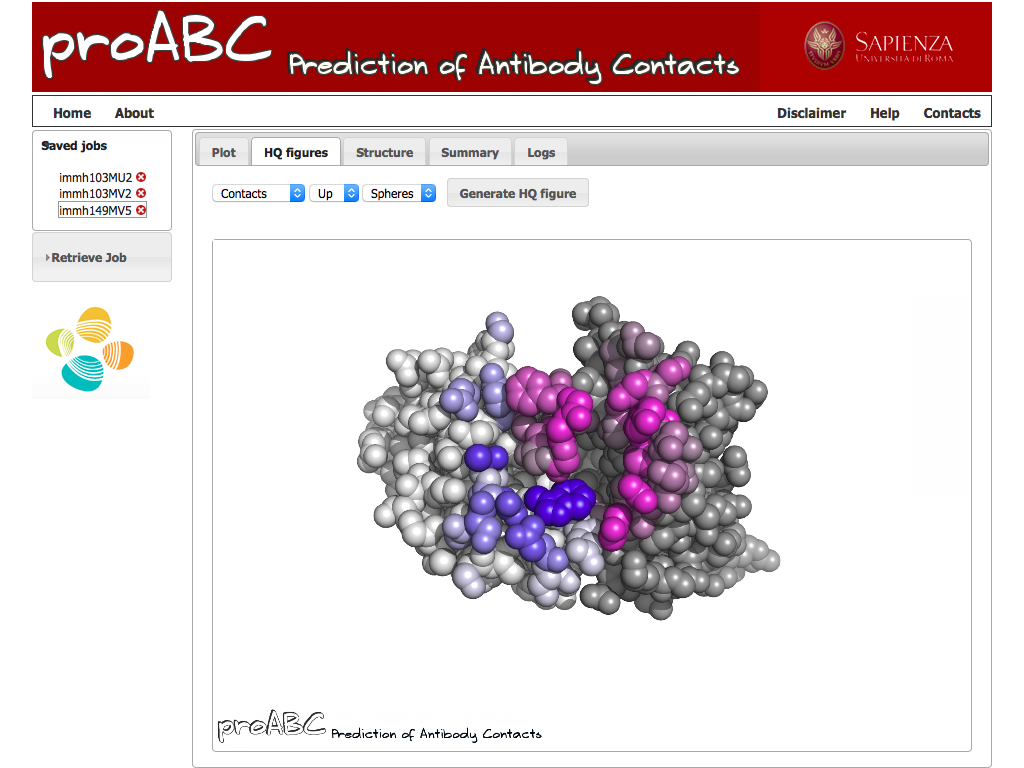 proABC Prediction of Antibody Contacts
SAPIENZA
UNIVERSITÀ DI ROMA
Home About Disclaimer Help Contacts
Saved jobs
immh103MU2
immh103MV2
immh149MV5
Retrieve Job
Plot HQ figures Structure Summary Logs
Contacts Up Spheres Generate HQ figure
proABC Prediction of Antibody Contacts